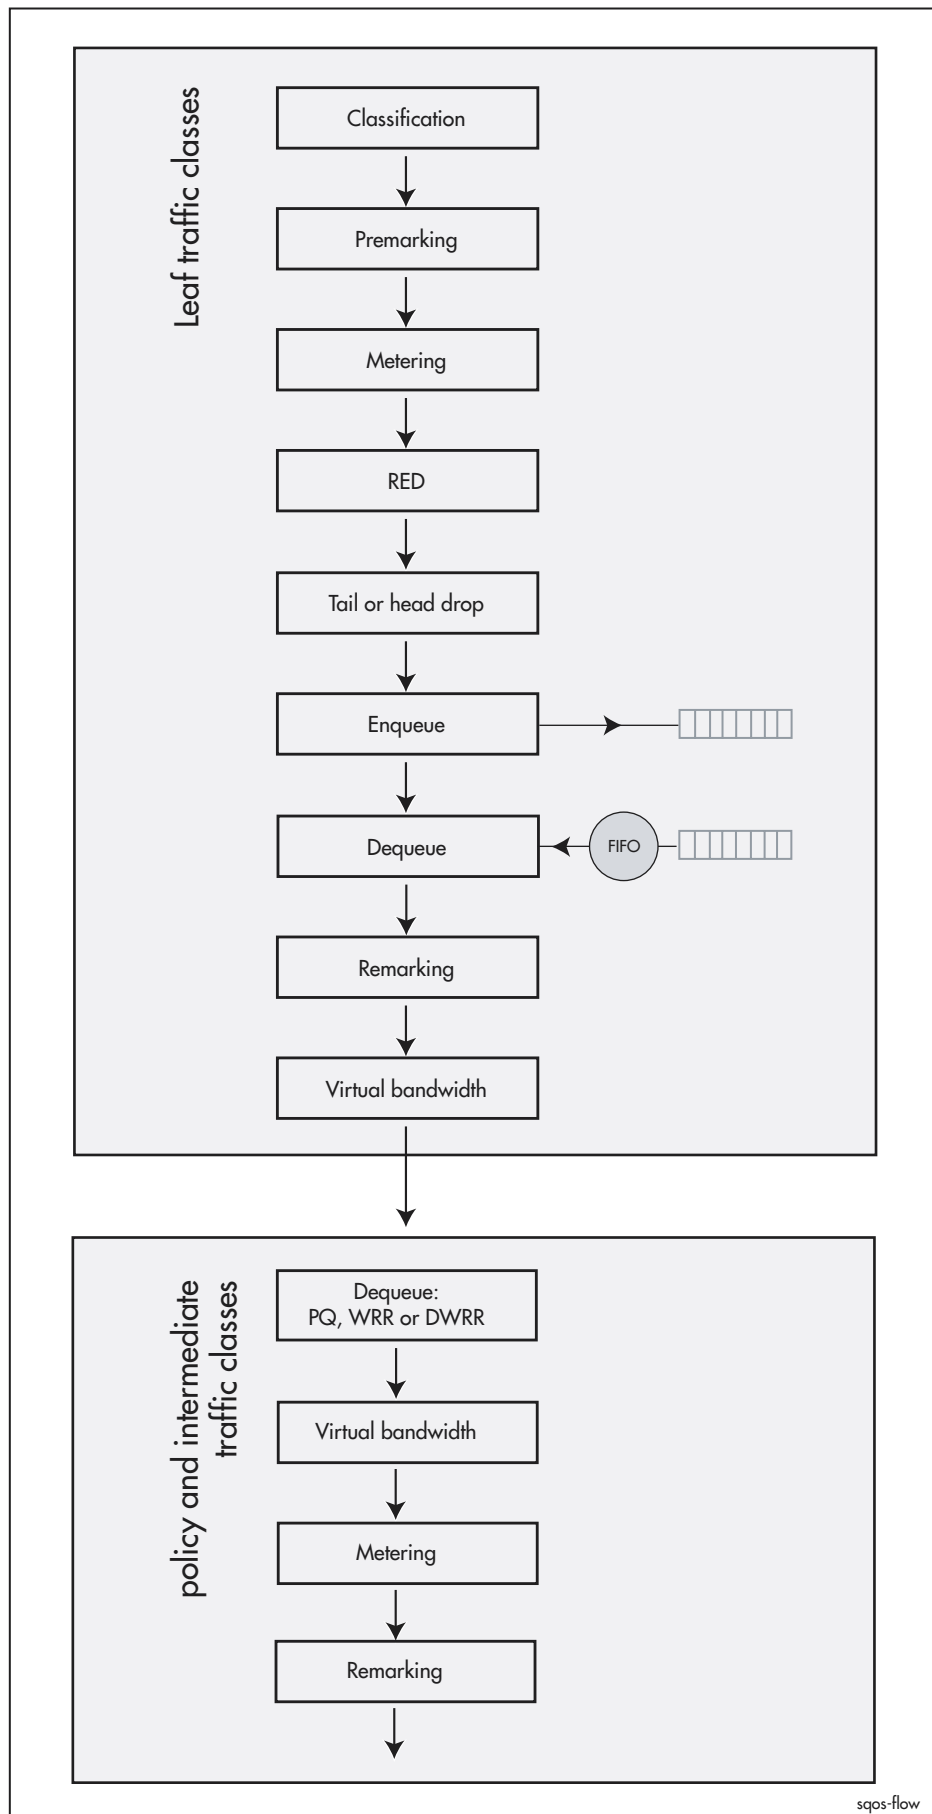 Leaf traffic classes
Classification
Premarking
Metering
RED
Tail or head drop
Enqueue
Dequeue
FIFO
Remarking
Virtual bandwidth
policy and intermediate
traffic classes
Dequeue:
PQ, WRR or DWRR
Virtual bandwidth
Metering
Remarking
sqos-flow